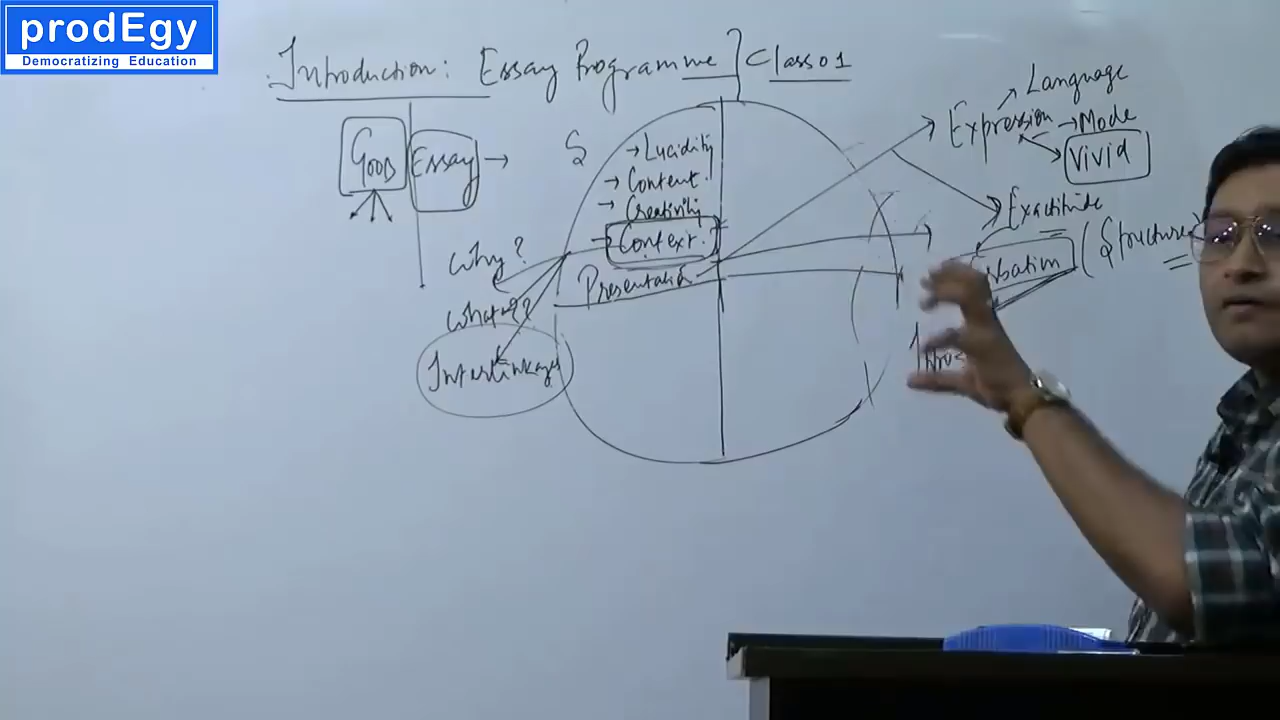 prodEgy
Democratizing Education
Introduction: Essay Programme Class 01
Good Essay →
→ Lucidity
→ Content
→ Creativity
→ Context
Presentation
Why?
What??
Interlinkages
Expression
→ Language
→ Mode
Vivid
Exactitude
(Structure)